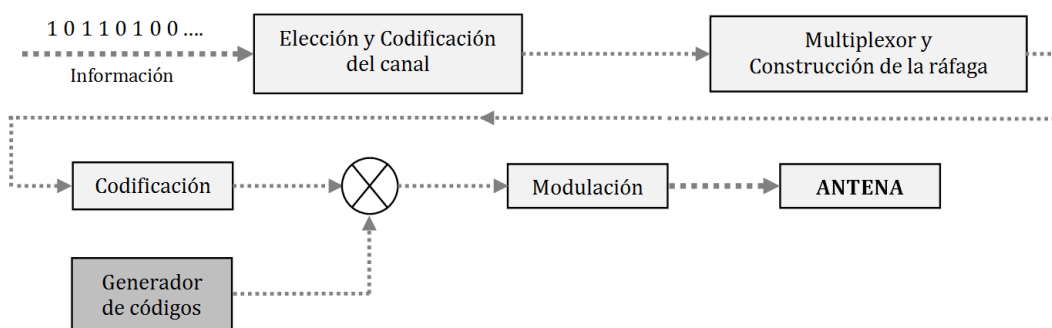 1 0 1 1 0 1 0 0 ....
Información
Elección y Codificación
del canal
Multiplexor y
Construcción de la ráfaga
Codificación
Modulación
ANTENA
Generador
de códigos